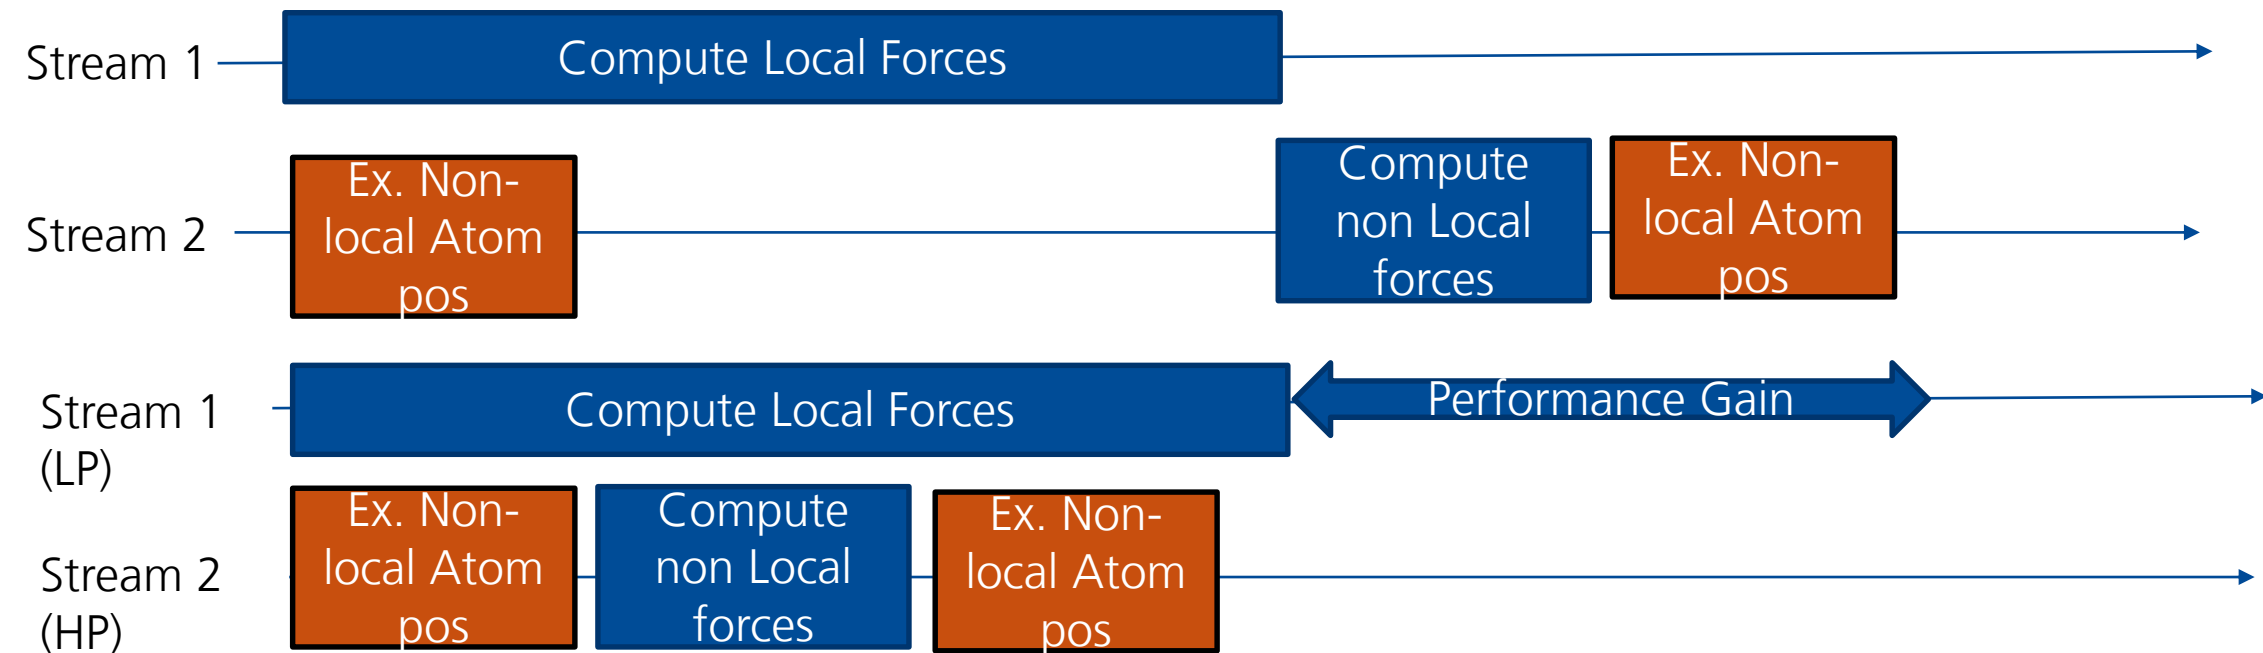 Stream 1
Compute Local Forces
Stream 2
Ex. Non-
local Atom
pos
Compute
non Local
forces
Ex. Non-
local Atom
pos
Stream 1
(LP)
Compute Local Forces
Performance Gain
Stream 2
(HP)
Ex. Non-
local Atom
pos
Compute
non Local
forces
Ex. Non-
local Atom
pos